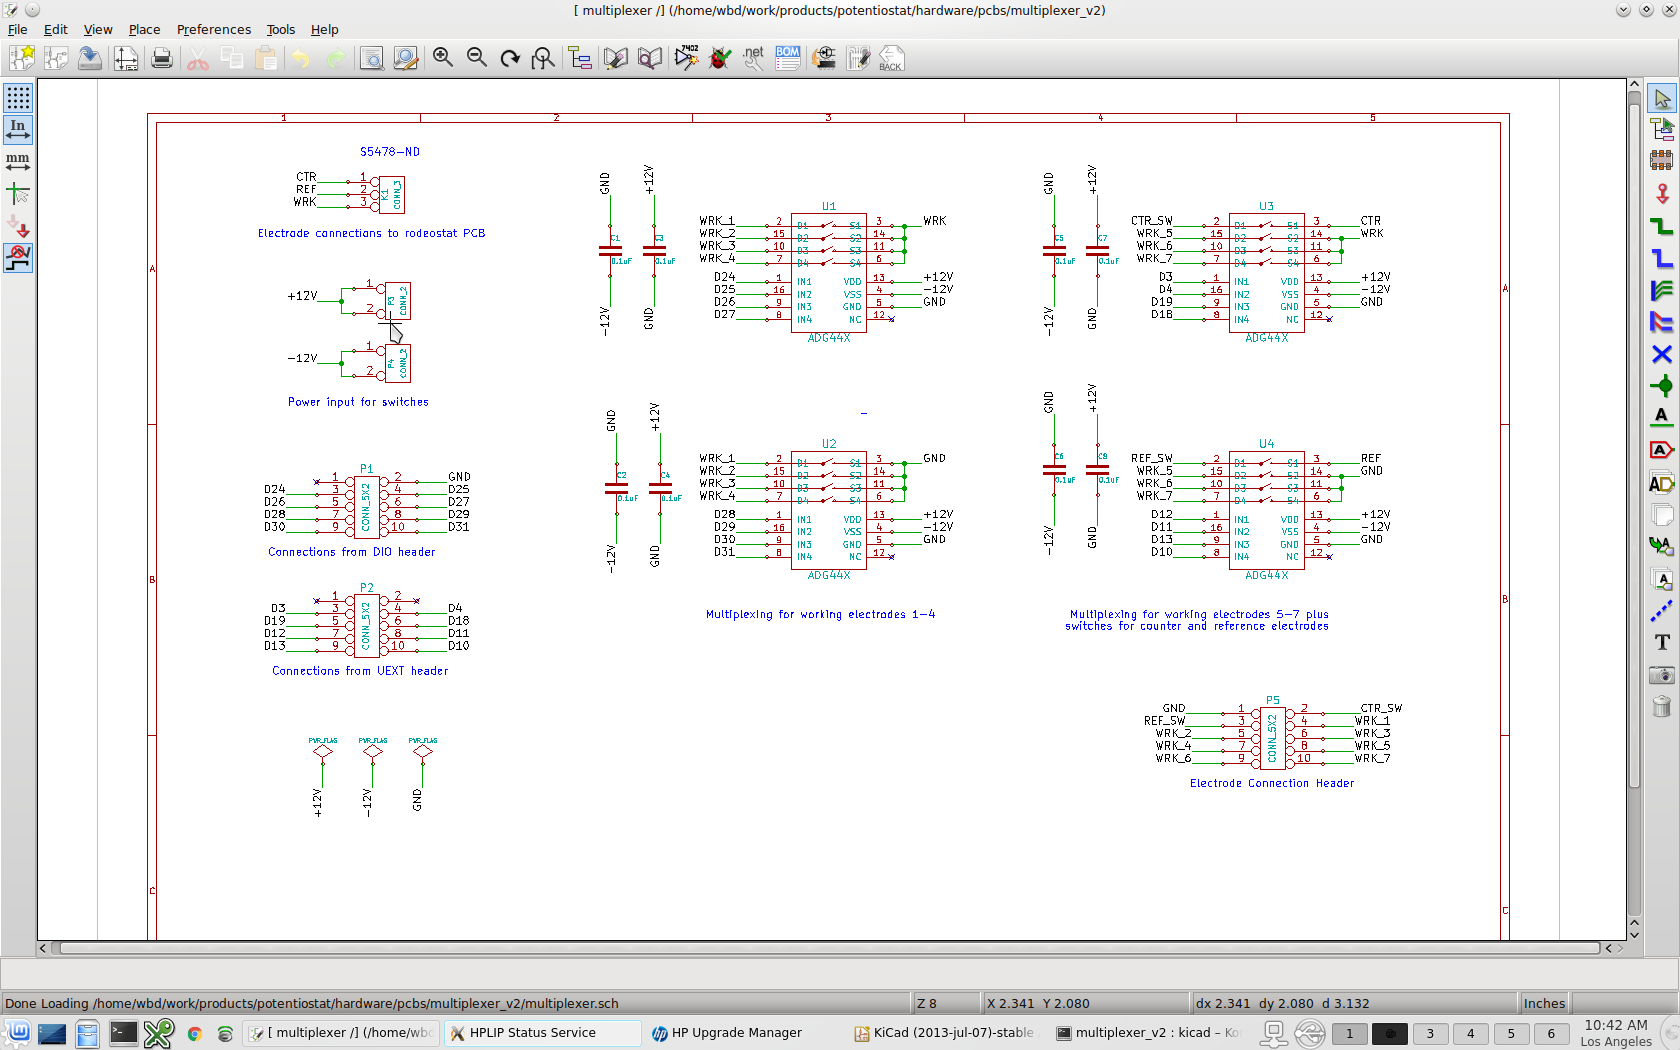 [ multiplexer /] (/home/wbd/work/products/potentiostat/hardware/pcbs/multiplexer_v2)
File Edit View Place Preferences Tools Help
7402 .net BOM BACK
In
mm
1 2 3 4 5
A
B
C
A
B
C
S5478-ND
CTR 1
REF 2
WRK 3
K1
CONN_3
Electrode connections to rodeostat PCB
+12V 1
2
P3
CONN_2
-12V 1
2
P4
CONN_2
Power input for switches
P1
1 2 GND
D24 3 4 D25
D26 5 6 D27
D28 7 8 D29
D30 9 10 D31
CONN_5X2
Connections from DIO header
P2
1 2
D3 3 4 D4
D19 5 6 D18
D12 7 8 D11
D13 9 10 D10
CONN_5X2
Connections from UEXT header
PWR_FLAG PWR_FLAG PWR_FLAG
+12V -12V GND
GND +12V
C1 C3
0.1uF 0.1uF
-12V GND
U1
WRK_1 2 D1 S1 3 WRK
WRK_2 15 D2 S2 14
WRK_3 10 D3 S3 11
WRK_4 7 D4 S4 6
D24 1 IN1 VDD 13 +12V
D25 16 IN2 VSS 4 -12V
D26 9 IN3 GND 5 GND
D27 8 IN4 NC 12
ADG44X
GND +12V
C2 C4
0.1uF 0.1uF
-12V GND
U2
WRK_1 2 D1 S1 3 GND
WRK_2 15 D2 S2 14
WRK_3 10 D3 S3 11
WRK_4 7 D4 S4 6
D28 1 IN1 VDD 13 +12V
D29 16 IN2 VSS 4 -12V
D30 9 IN3 GND 5 GND
D31 8 IN4 NC 12
ADG44X
Multiplexing for working electrodes 1-4
GND +12V
C5 C7
0.1uF 0.1uF
-12V GND
U3
CTR_SW 2 D1 S1 3 CTR
WRK_5 15 D2 S2 14 WRK
WRK_6 10 D3 S3 11
WRK_7 7 D4 S4 6
D3 1 IN1 VDD 13 +12V
D4 16 IN2 VSS 4 -12V
D19 9 IN3 GND 5 GND
D18 8 IN4 NC 12
ADG44X
GND +12V
C6 C8
0.1uF 0.1uF
-12V GND
U4
REF_SW 2 D1 S1 3 REF
WRK_5 15 D2 S2 14 GND
WRK_6 10 D3 S3 11
WRK_7 7 D4 S4 6
D12 1 IN1 VDD 13 +12V
D11 16 IN2 VSS 4 -12V
D13 9 IN3 GND 5 GND
D10 8 IN4 NC 12
ADG44X
Multiplexing for working electrodes 5-7 plus
switches for counter and reference electrodes
P5
GND 1 2 CTR_SW
REF_SW 3 4 WRK_1
WRK_2 5 6 WRK_3
WRK_4 7 8 WRK_5
WRK_6 9 10 WRK_7
CONN_5X2
Electrode Connection Header
Done Loading /home/wbd/work/products/potentiostat/hardware/pcbs/multiplexer_v2/multiplexer.sch Z 8 X 2.341 Y 2.080 dx 2.341 dy 2.080 d 3.132 Inches
[ multiplexer /] (/home/wbd HPLIP Status Service HP Upgrade Manager KiCad (2013-jul-07)-stable multiplexer_v2 : kicad – Ko 1 3 4 5 6 10:42 AM
Los Angeles